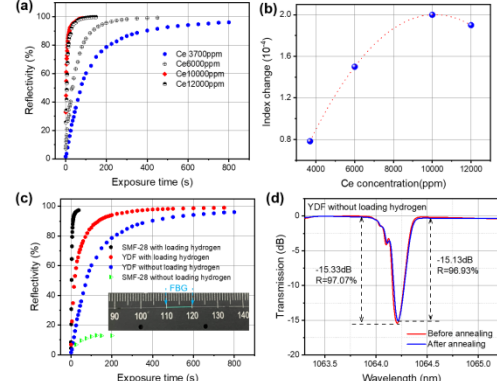 (a)
Reflectivity (%)
100
80
60
40
20
0
Ce 3700ppm
Ce6000ppm
Ce10000ppm
Ce12000ppm
0
200
400
600
800
Exposure time (s)
(b)
Index change (10⁻⁴)
2.0
1.6
1.2
0.8
4000
6000
8000
10000
12000
Ce concentration(ppm)
(c)
Reflectivity (%)
100
80
60
40
20
0
SMF-28 with loading hydrogen
YDF with loading hydrogen
YDF without loading hydrogen
SMF-28 without loading hydrogen
FBG
90 100 110 120 130 140
0
200
400
600
800
Exposure time (s)
(d)
YDF without loading hydrogen
Transmission (dB)
0
-5
-10
-15
-20
-15.33dB
R=97.07%
-15.13dB
R=96.93%
Before annealing
After annealing
1063.5
1064.0
1064.5
1065.0
Wavelength (nm)